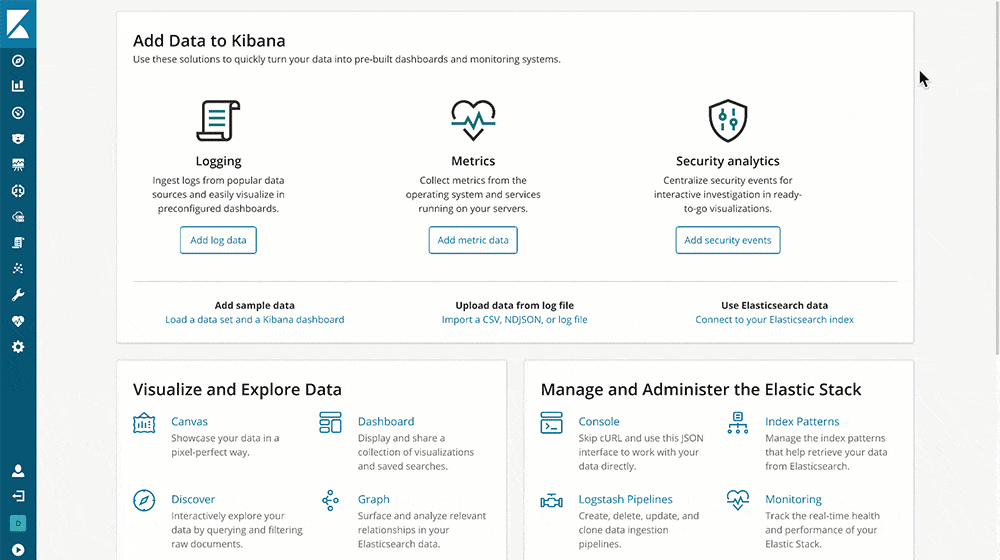 Add Data to Kibana
Use these solutions to quickly turn your data into pre-built dashboards and monitoring systems.
Logging
Ingest logs from popular data
sources and easily visualize in
preconfigured dashboards.
Add log data
Metrics
Collect metrics from the
operating system and services
running on your servers.
Add metric data
Security analytics
Centralize security events for
interactive investigation in ready-
to-go visualizations.
Add security events
Add sample data
Load a data set and a Kibana dashboard
Upload data from log file
Import a CSV, NDJSON, or log file
Use Elasticsearch data
Connect to your Elasticsearch index
Visualize and Explore Data
Canvas
Showcase your data in a
pixel-perfect way.
Dashboard
Display and share a
collection of visualizations
and saved searches.
Discover
Interactively explore your
data by querying and filtering
raw documents.
Graph
Surface and analyze relevant
relationships in your
Elasticsearch data.
Manage and Administer the Elastic Stack
Console
Skip cURL and use this JSON
interface to work with your
data directly.
Index Patterns
Manage the index patterns
that help retrieve your data
from Elasticsearch.
Logstash Pipelines
Create, delete, update, and
clone data ingestion
pipelines.
Monitoring
Track the real-time health
and performance of your
Elastic Stack.
D